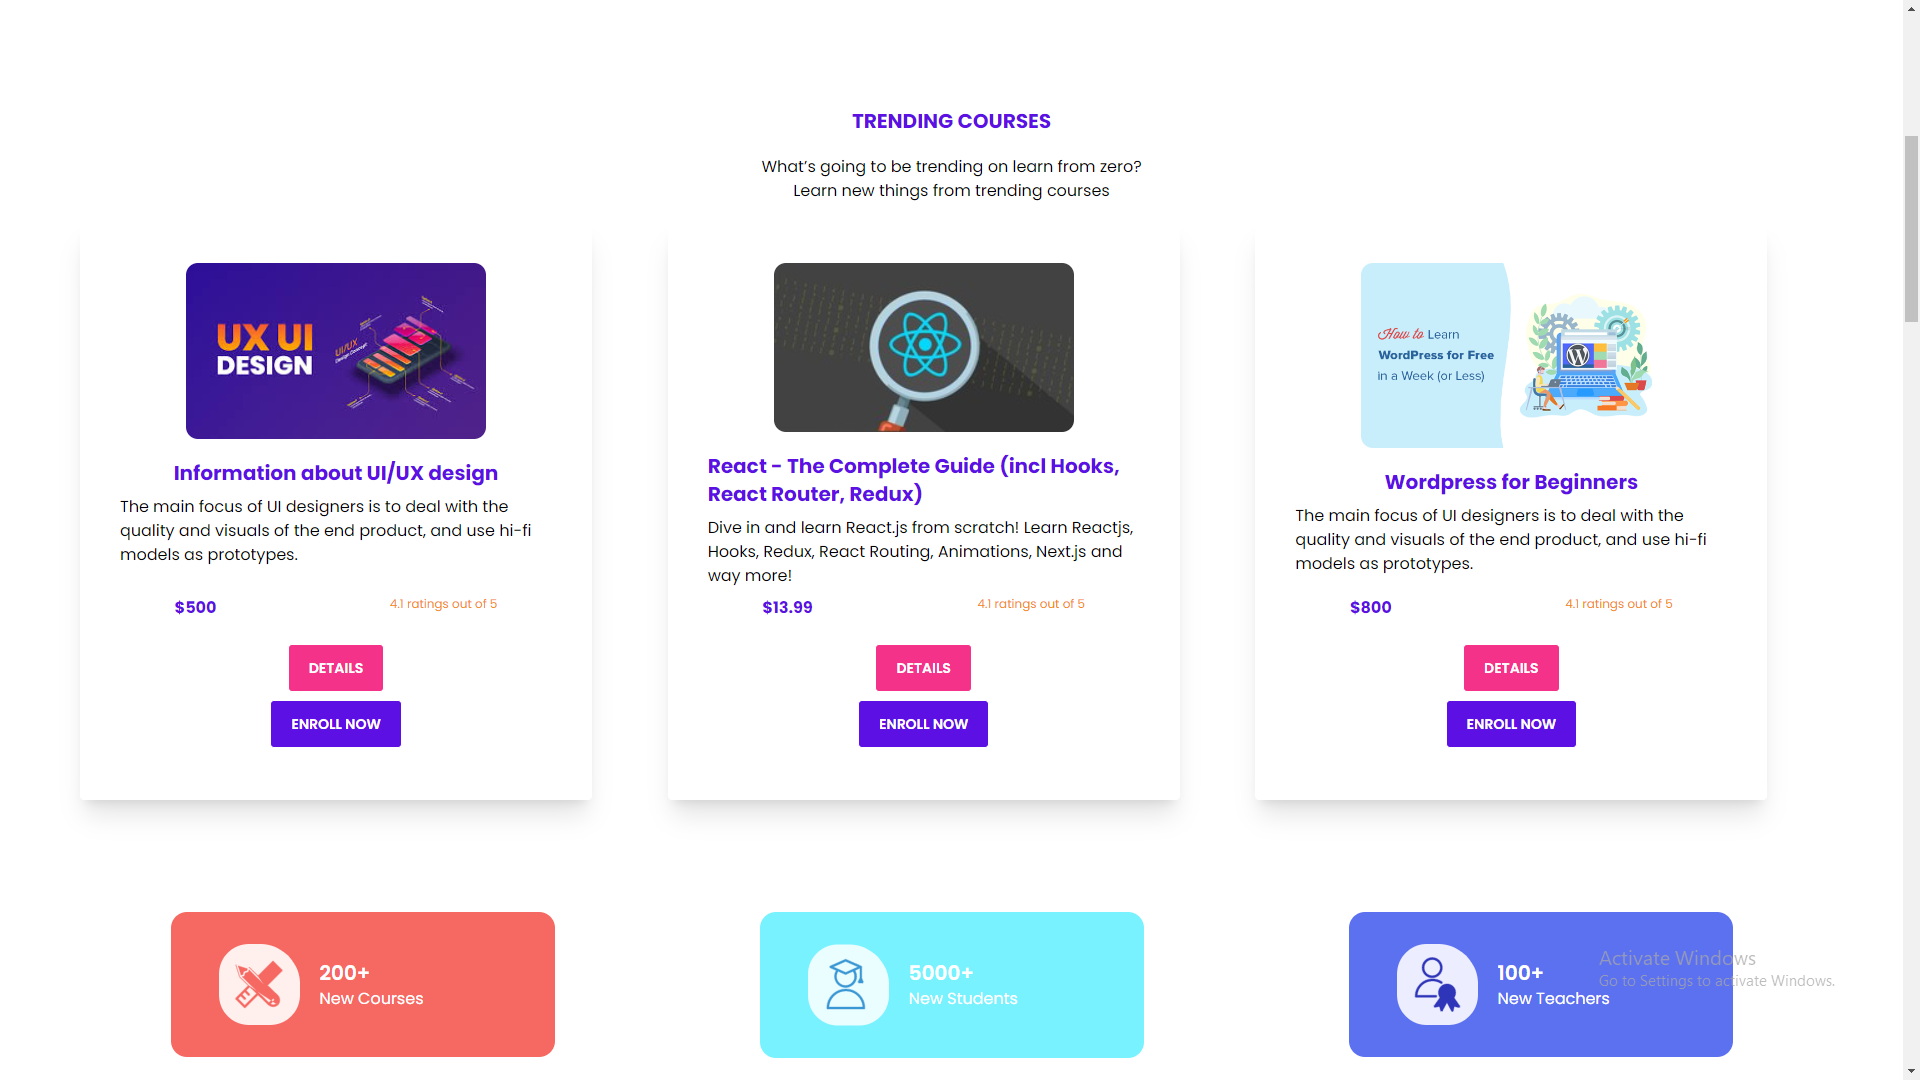 TRENDING COURSES
What's going to be trending on learn from zero?
Learn new things from trending courses
UX UI
DESIGN
UI/UX
Design Concept
Information about UI/UX design
The main focus of UI designers is to deal with the
quality and visuals of the end product, and use hi-fi
models as prototypes.
$500
4.1 ratings out of 5
DETAILS
ENROLL NOW
React - The Complete Guide (incl Hooks,
React Router, Redux)
Dive in and learn React.js from scratch! Learn Reactjs,
Hooks, Redux, React Routing, Animations, Next.js and
way more!
$13.99
4.1 ratings out of 5
DETAILS
ENROLL NOW
How to Learn
WordPress for Free
in a Week (or Less)
Wordpress for Beginners
The main focus of UI designers is to deal with the
quality and visuals of the end product, and use hi-fi
models as prototypes.
$800
4.1 ratings out of 5
DETAILS
ENROLL NOW
200+
New Courses
5000+
New Students
100+
New Teachers
Activate Windows
Go to Settings to activate Windows.